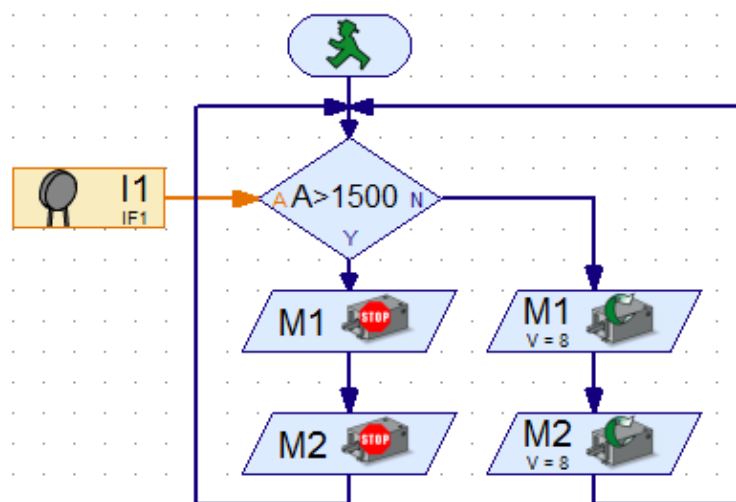 I1
IF1
A
A>1500
N
Y
M1
STOP
M1
V = 8
M2
STOP
M2
V = 8